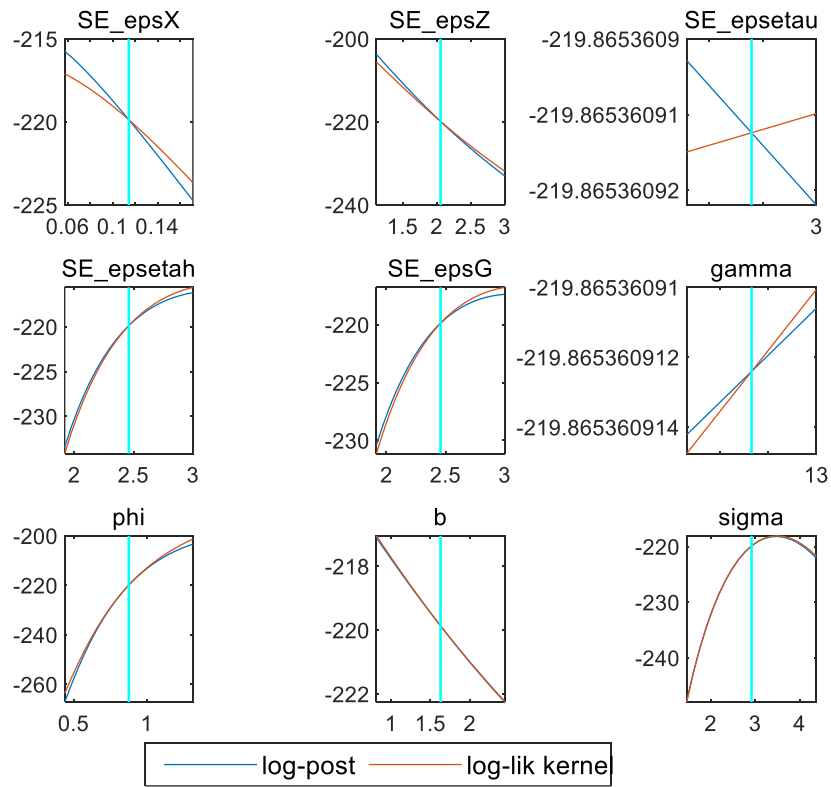 SE_epsX
SE_epsZ
SE_epsetau
-215
-220
-225
0.06 0.1 0.14
-200
-220
-240
1.5 2 2.5 3
-219.8653609
-219.86536091
-219.86536092
3
SE_epsetah
SE_epsG
gamma
-220
-225
-230
2 2.5 3
-220
-225
-230
2 2.5 3
-219.86536091
-219.865360912
-219.865360914
13
phi
b
sigma
-200
-220
-240
-260
0.5 1
-218
-220
-222
1 1.5 2
-220
-230
-240
2 3 4
log-post log-lik kernel